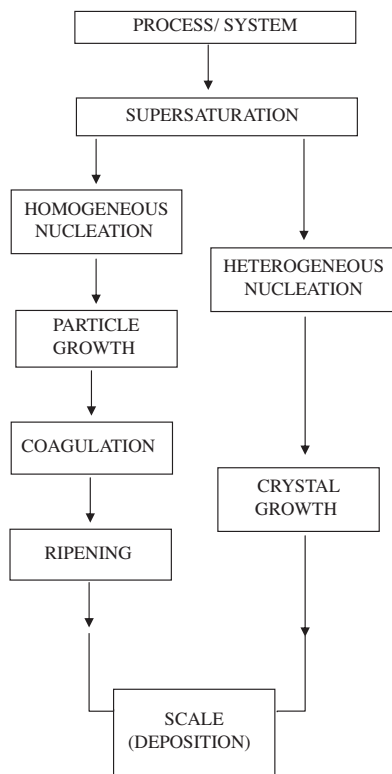 PROCESS/ SYSTEM
SUPERSATURATION
HOMOGENEOUS
NUCLEATION
HETEROGENEOUS
NUCLEATION
PARTICLE
GROWTH
COAGULATION
CRYSTAL
GROWTH
RIPENING
SCALE
(DEPOSITION)